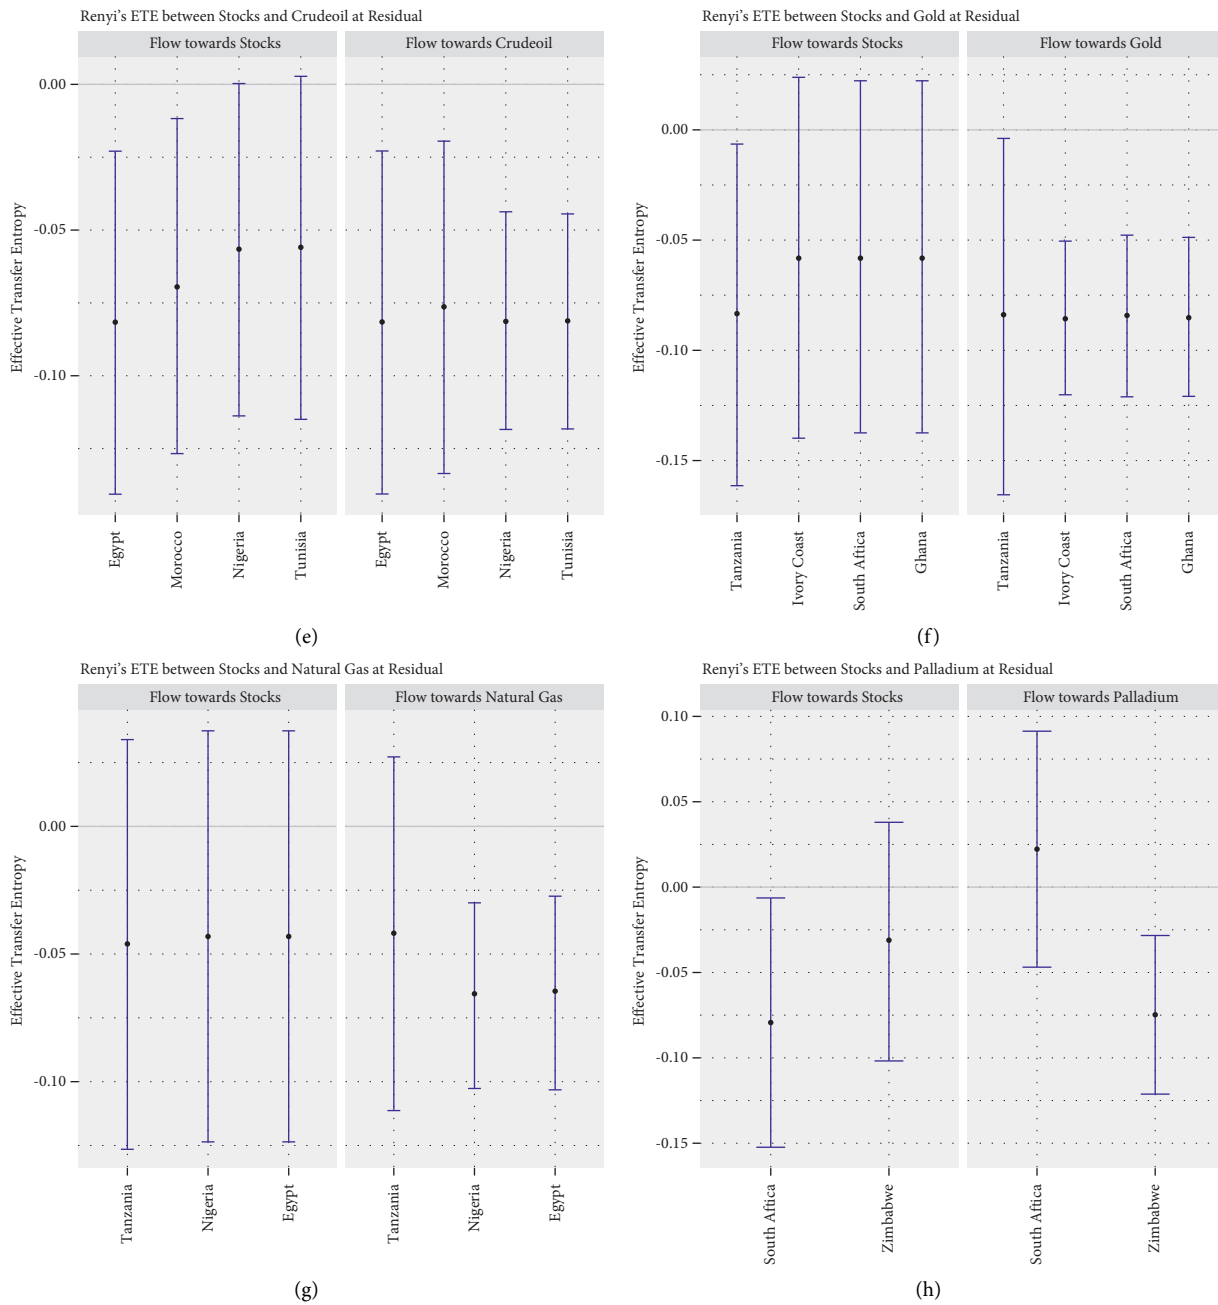 Renyi's ETE between Stocks and Crudeoil at Residual
Flow towards Stocks
Flow towards Crudeoil
Effective Transfer Entropy
0.00
-0.05
-0.10
Egypt
Morocco
Nigeria
Tunisia
Egypt
Morocco
Nigeria
Tunisia
(e)
Renyi's ETE between Stocks and Gold at Residual
Flow towards Stocks
Flow towards Gold
Effective Transfer Entropy
0.00
-0.05
-0.10
-0.15
Tanzania
Ivory Coast
South Aftica
Ghana
Tanzania
Ivory Coast
South Aftica
Ghana
(f)
Renyi's ETE between Stocks and Natural Gas at Residual
Flow towards Stocks
Flow towards Natural Gas
Effective Transfer Entropy
0.00
-0.05
-0.10
Tanzania
Nigeria
Egypt
Tanzania
Nigeria
Egypt
(g)
Renyi's ETE between Stocks and Palladium at Residual
Flow towards Stocks
Flow towards Palladium
Effective Transfer Entropy
0.10
0.05
0.00
-0.05
-0.10
-0.15
South Aftica
Zimbabwe
South Aftica
Zimbabwe
(h)